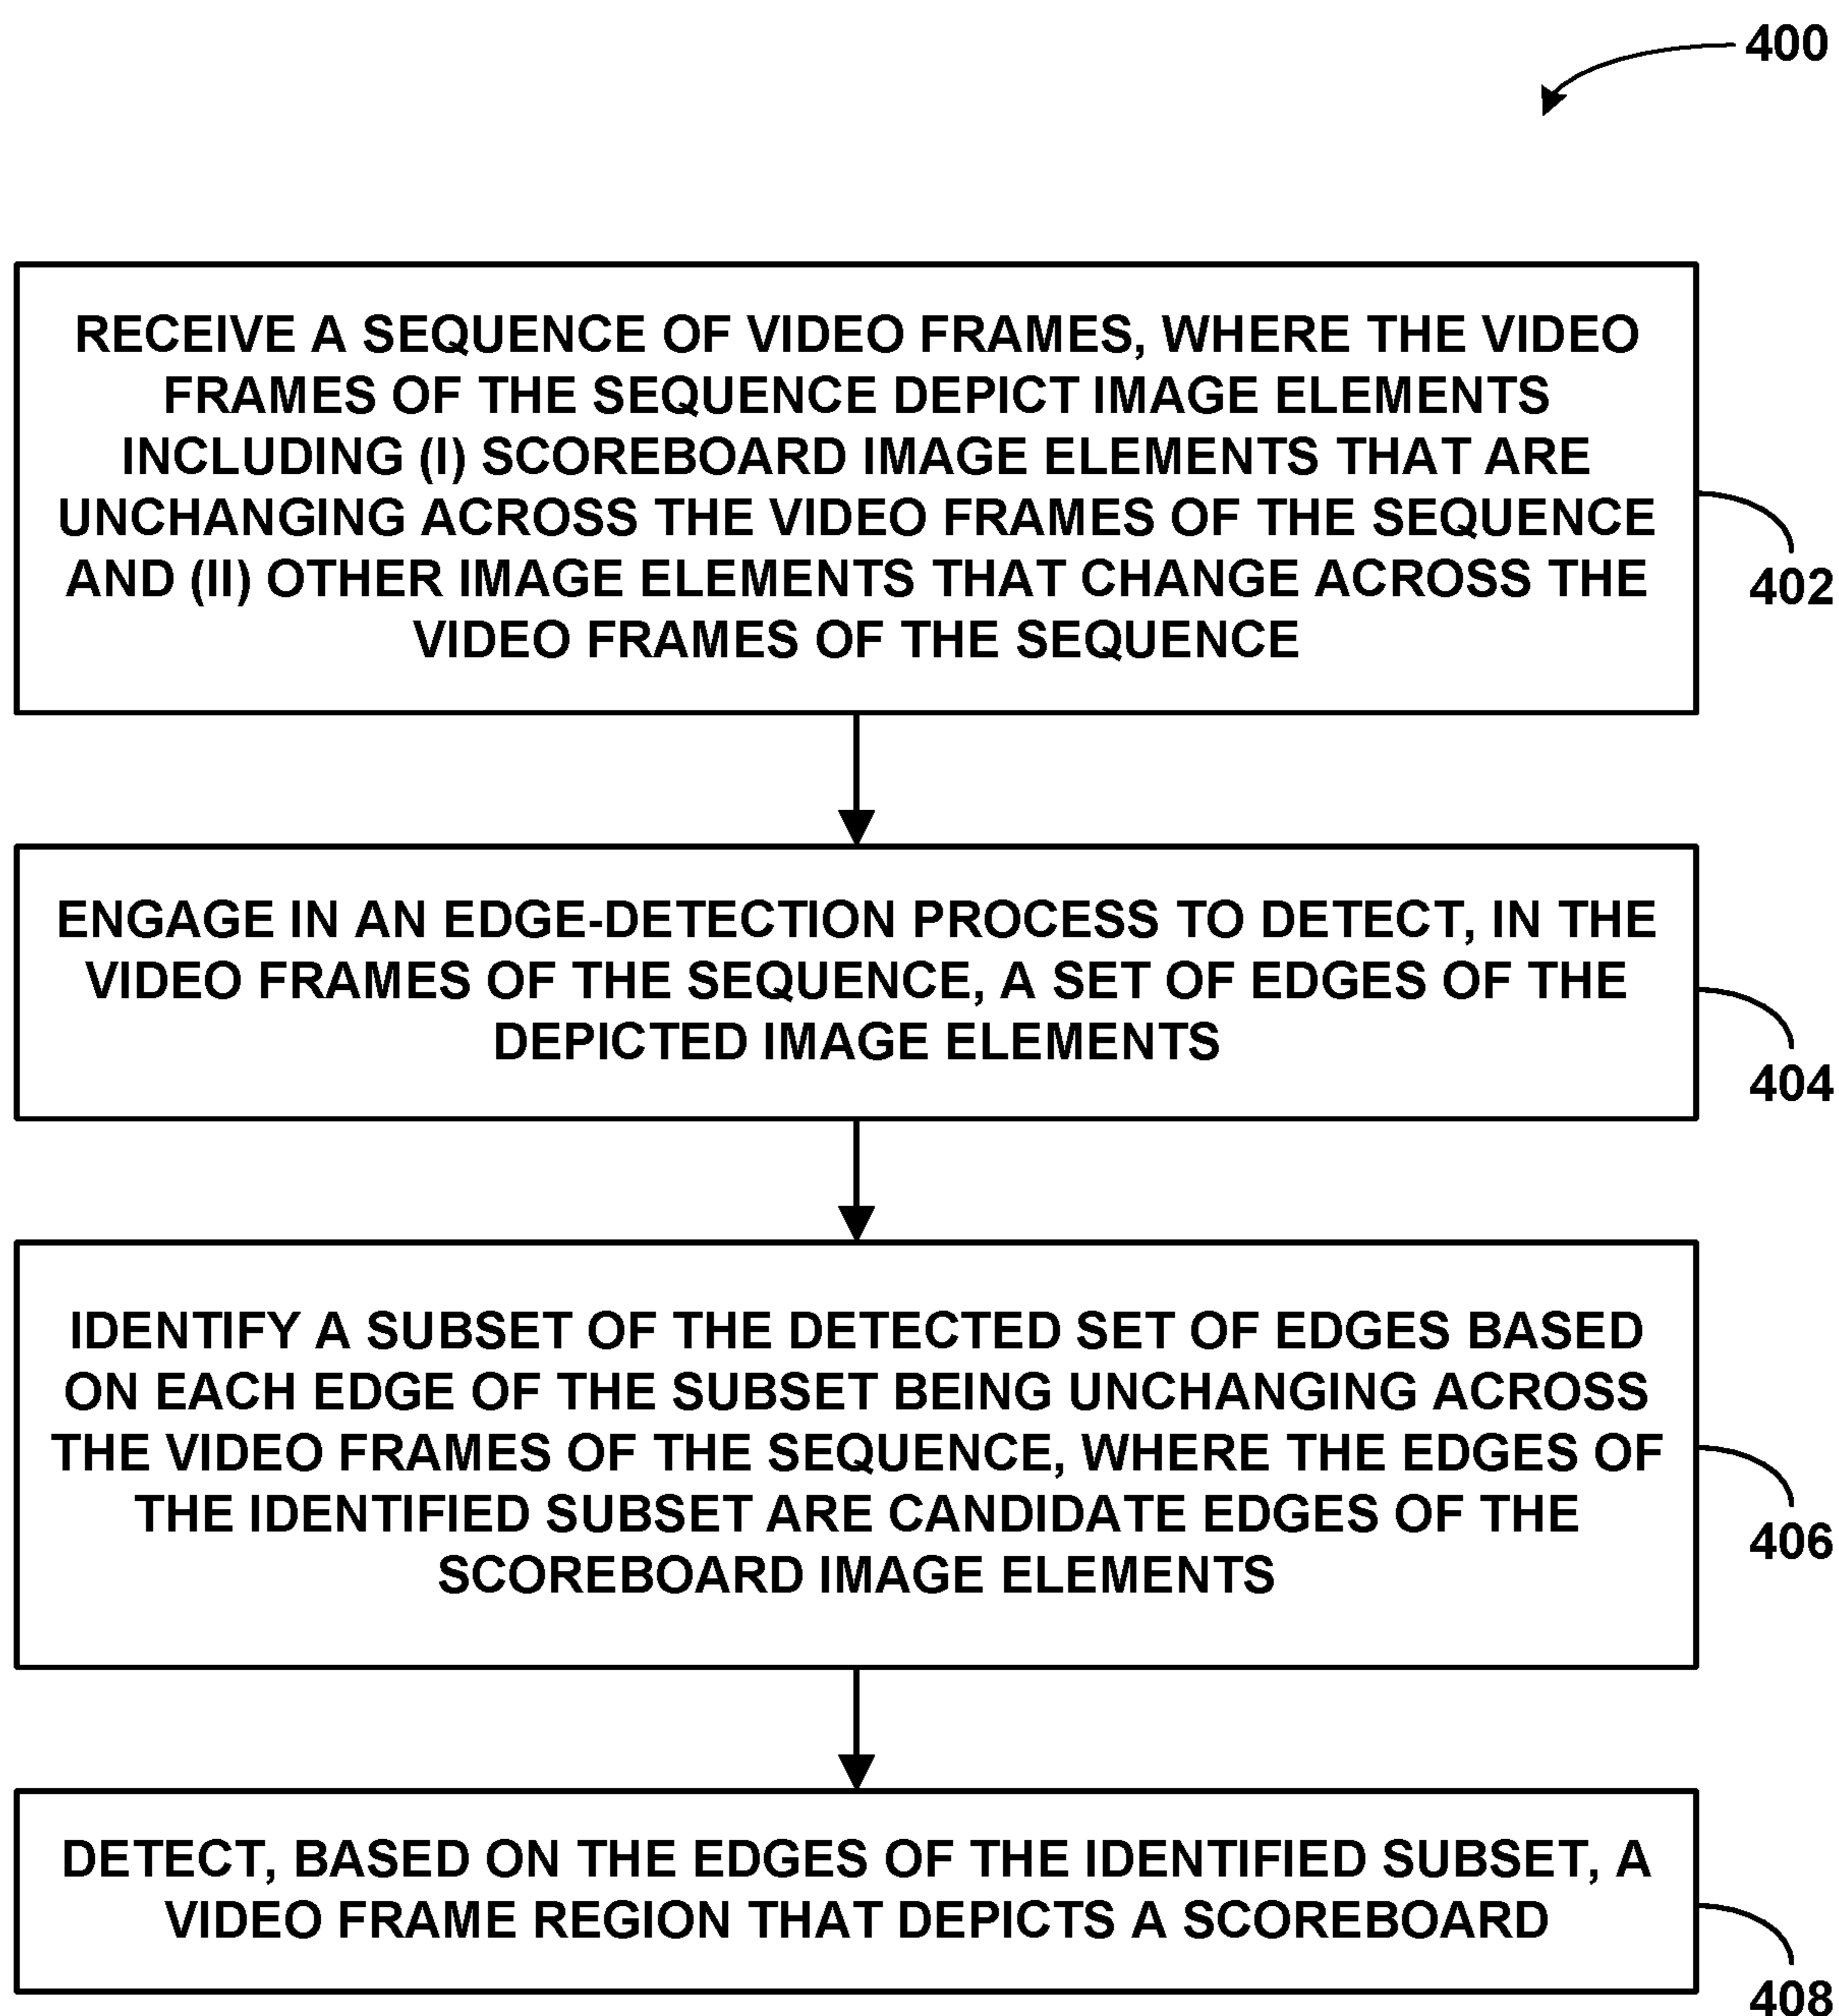 400
RECEIVE A SEQUENCE OF VIDEO FRAMES, WHERE THE VIDEO
FRAMES OF THE SEQUENCE DEPICT IMAGE ELEMENTS
INCLUDING (I) SCOREBOARD IMAGE ELEMENTS THAT ARE
UNCHANGING ACROSS THE VIDEO FRAMES OF THE SEQUENCE
AND (II) OTHER IMAGE ELEMENTS THAT CHANGE ACROSS THE
VIDEO FRAMES OF THE SEQUENCE
402
ENGAGE IN AN EDGE-DETECTION PROCESS TO DETECT, IN THE
VIDEO FRAMES OF THE SEQUENCE, A SET OF EDGES OF THE
DEPICTED IMAGE ELEMENTS
404
IDENTIFY A SUBSET OF THE DETECTED SET OF EDGES BASED
ON EACH EDGE OF THE SUBSET BEING UNCHANGING ACROSS
THE VIDEO FRAMES OF THE SEQUENCE, WHERE THE EDGES OF
THE IDENTIFIED SUBSET ARE CANDIDATE EDGES OF THE
SCOREBOARD IMAGE ELEMENTS
406
DETECT, BASED ON THE EDGES OF THE IDENTIFIED SUBSET, A
VIDEO FRAME REGION THAT DEPICTS A SCOREBOARD
408